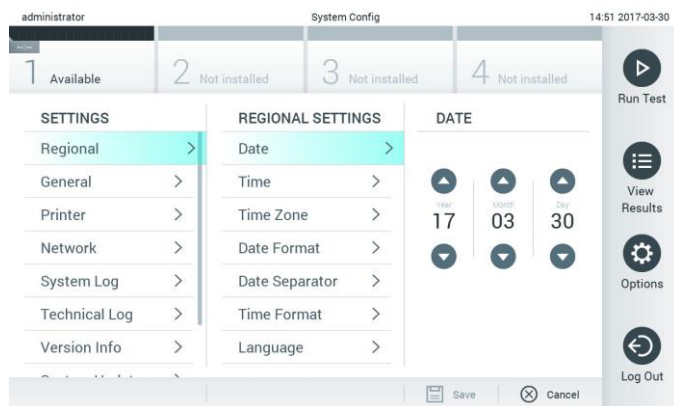 administrator System Config 14:51 2017-03-30
--:--
1 Available 2 Not installed 3 Not installed 4 Not installed
Run Test
SETTINGS REGIONAL SETTINGS DATE
Regional > Date >
General > Time >
Year Month Day
17 03 30
View
Results
Printer > Time Zone >
Network > Date Format >
System Log > Date Separator >
Options
Technical Log > Time Format >
Version Info > Language >
Save Cancel
Log Out